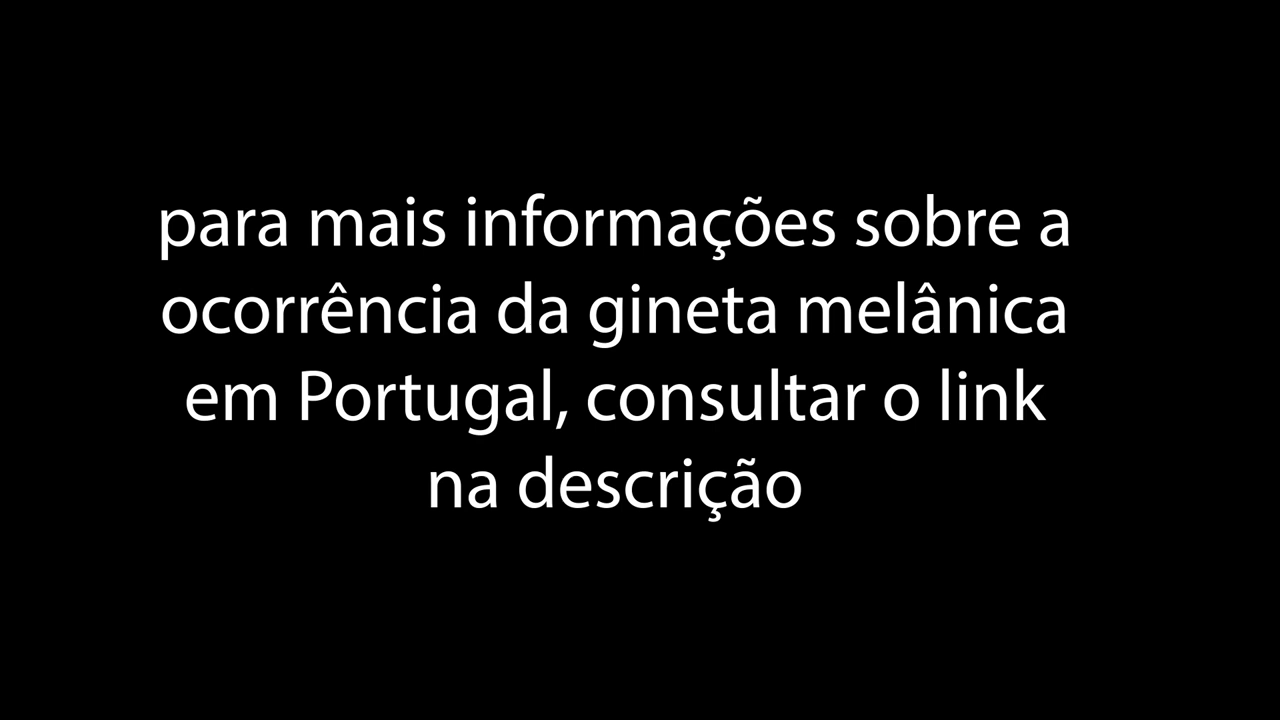 para mais informações sobre a
ocorrência da gineta melânica
em Portugal, consultar o link
na descrição